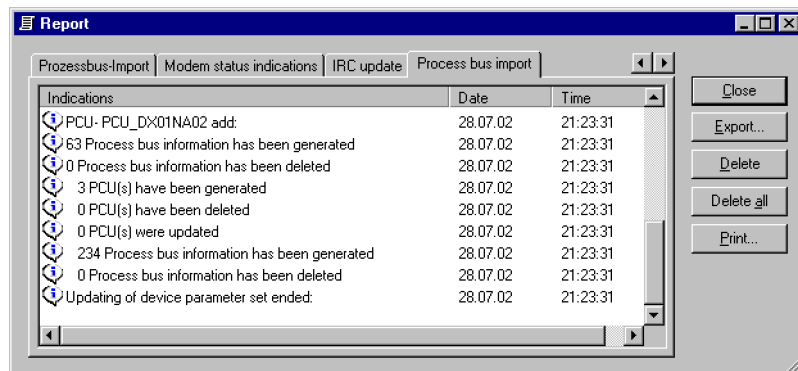 Report
Prozessbus-Import Modem status indications IRC update Process bus import
Indications Date Time
PCU- PCU_DX01NA02 add: 28.07.02 21:23:31
63 Process bus information has been generated 28.07.02 21:23:31
0 Process bus information has been deleted 28.07.02 21:23:31
3 PCU(s) have been generated 28.07.02 21:23:31
0 PCU(s) have been deleted 28.07.02 21:23:31
0 PCU(s) were updated 28.07.02 21:23:31
234 Process bus information has been generated 28.07.02 21:23:31
0 Process bus information has been deleted 28.07.02 21:23:31
Updating of device parameter set ended: 28.07.02 21:23:31
Close
Export...
Delete
Delete all
Print...